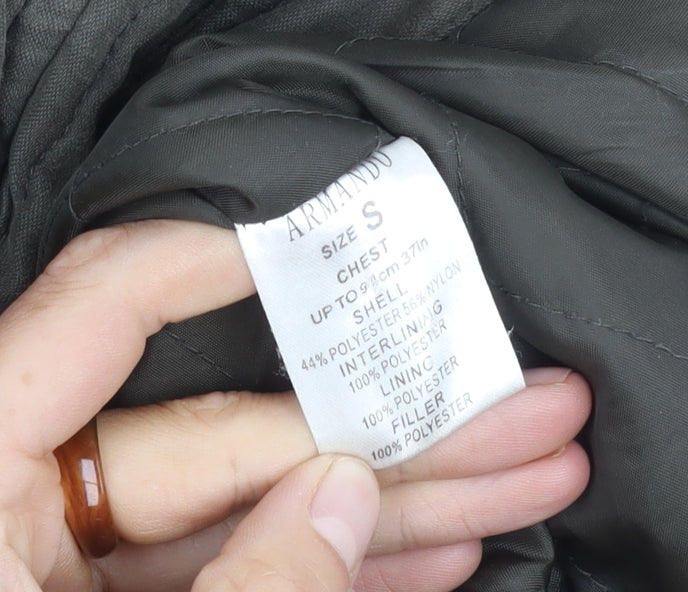 ARMANDO
SIZE S
CHEST
UP TO 94cm 37in
SHELL
44% POLYESTER 56% NYLON
INTERLINING
100% POLYESTER
LINING
100% POLYESTER
FILLER
100% POLYESTER